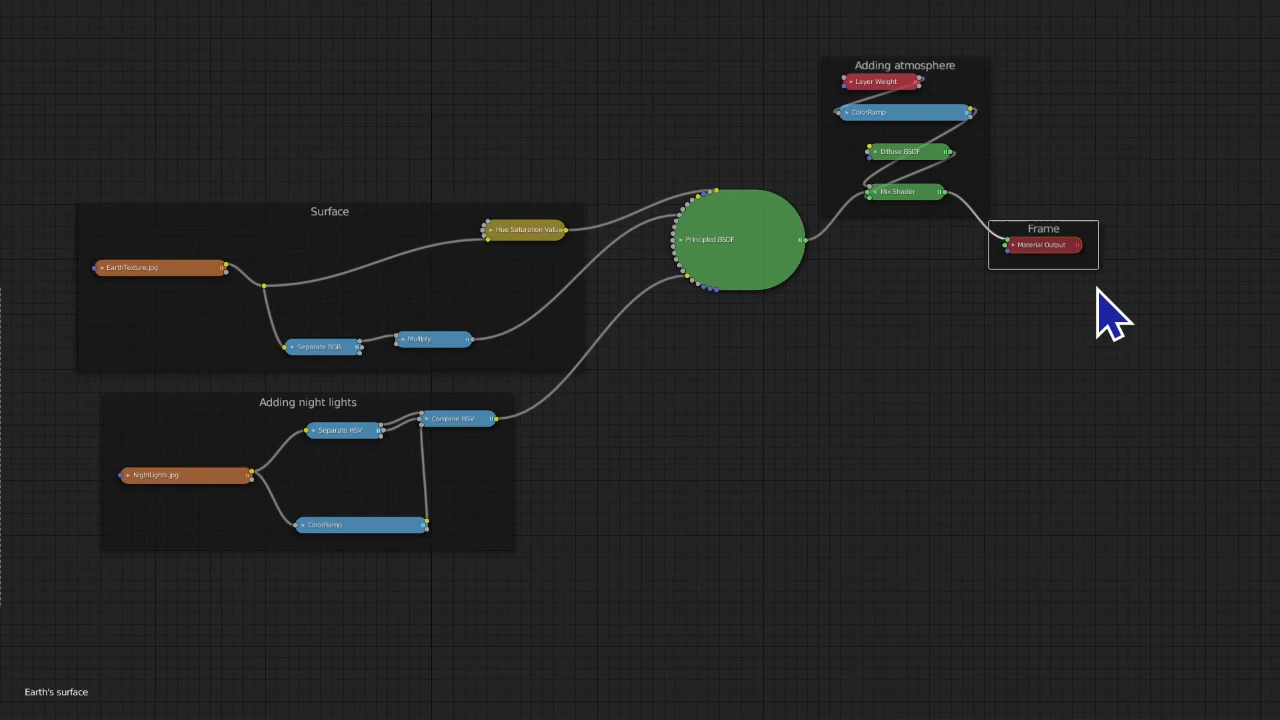 Adding atmosphere
Layer Weight
ColorRamp
Diffuse BSDF
Mix Shader
Surface
Hue Saturation Valu
Principled BSDF
Frame
Material Output
EarthTexture.jpg
Separate RGB
Multiply
Adding night lights
Separate HSV
Combine HSV
NightLights.jpg
ColorRamp
Earth's surface